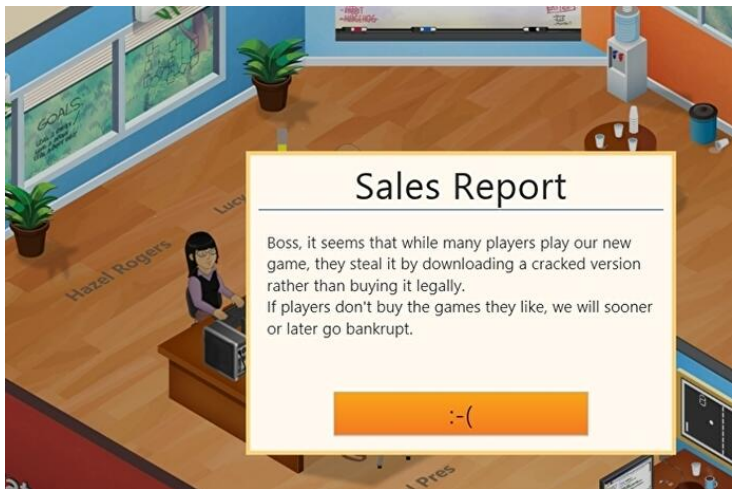 GOALS
Sales Report
Boss, it seems that while many players play our new
game, they steal it by downloading a cracked version
rather than buying it legally.
If players don't buy the games they like, we will sooner
or later go bankrupt.
:-(
Lucy
Hazel Rogers
Pres